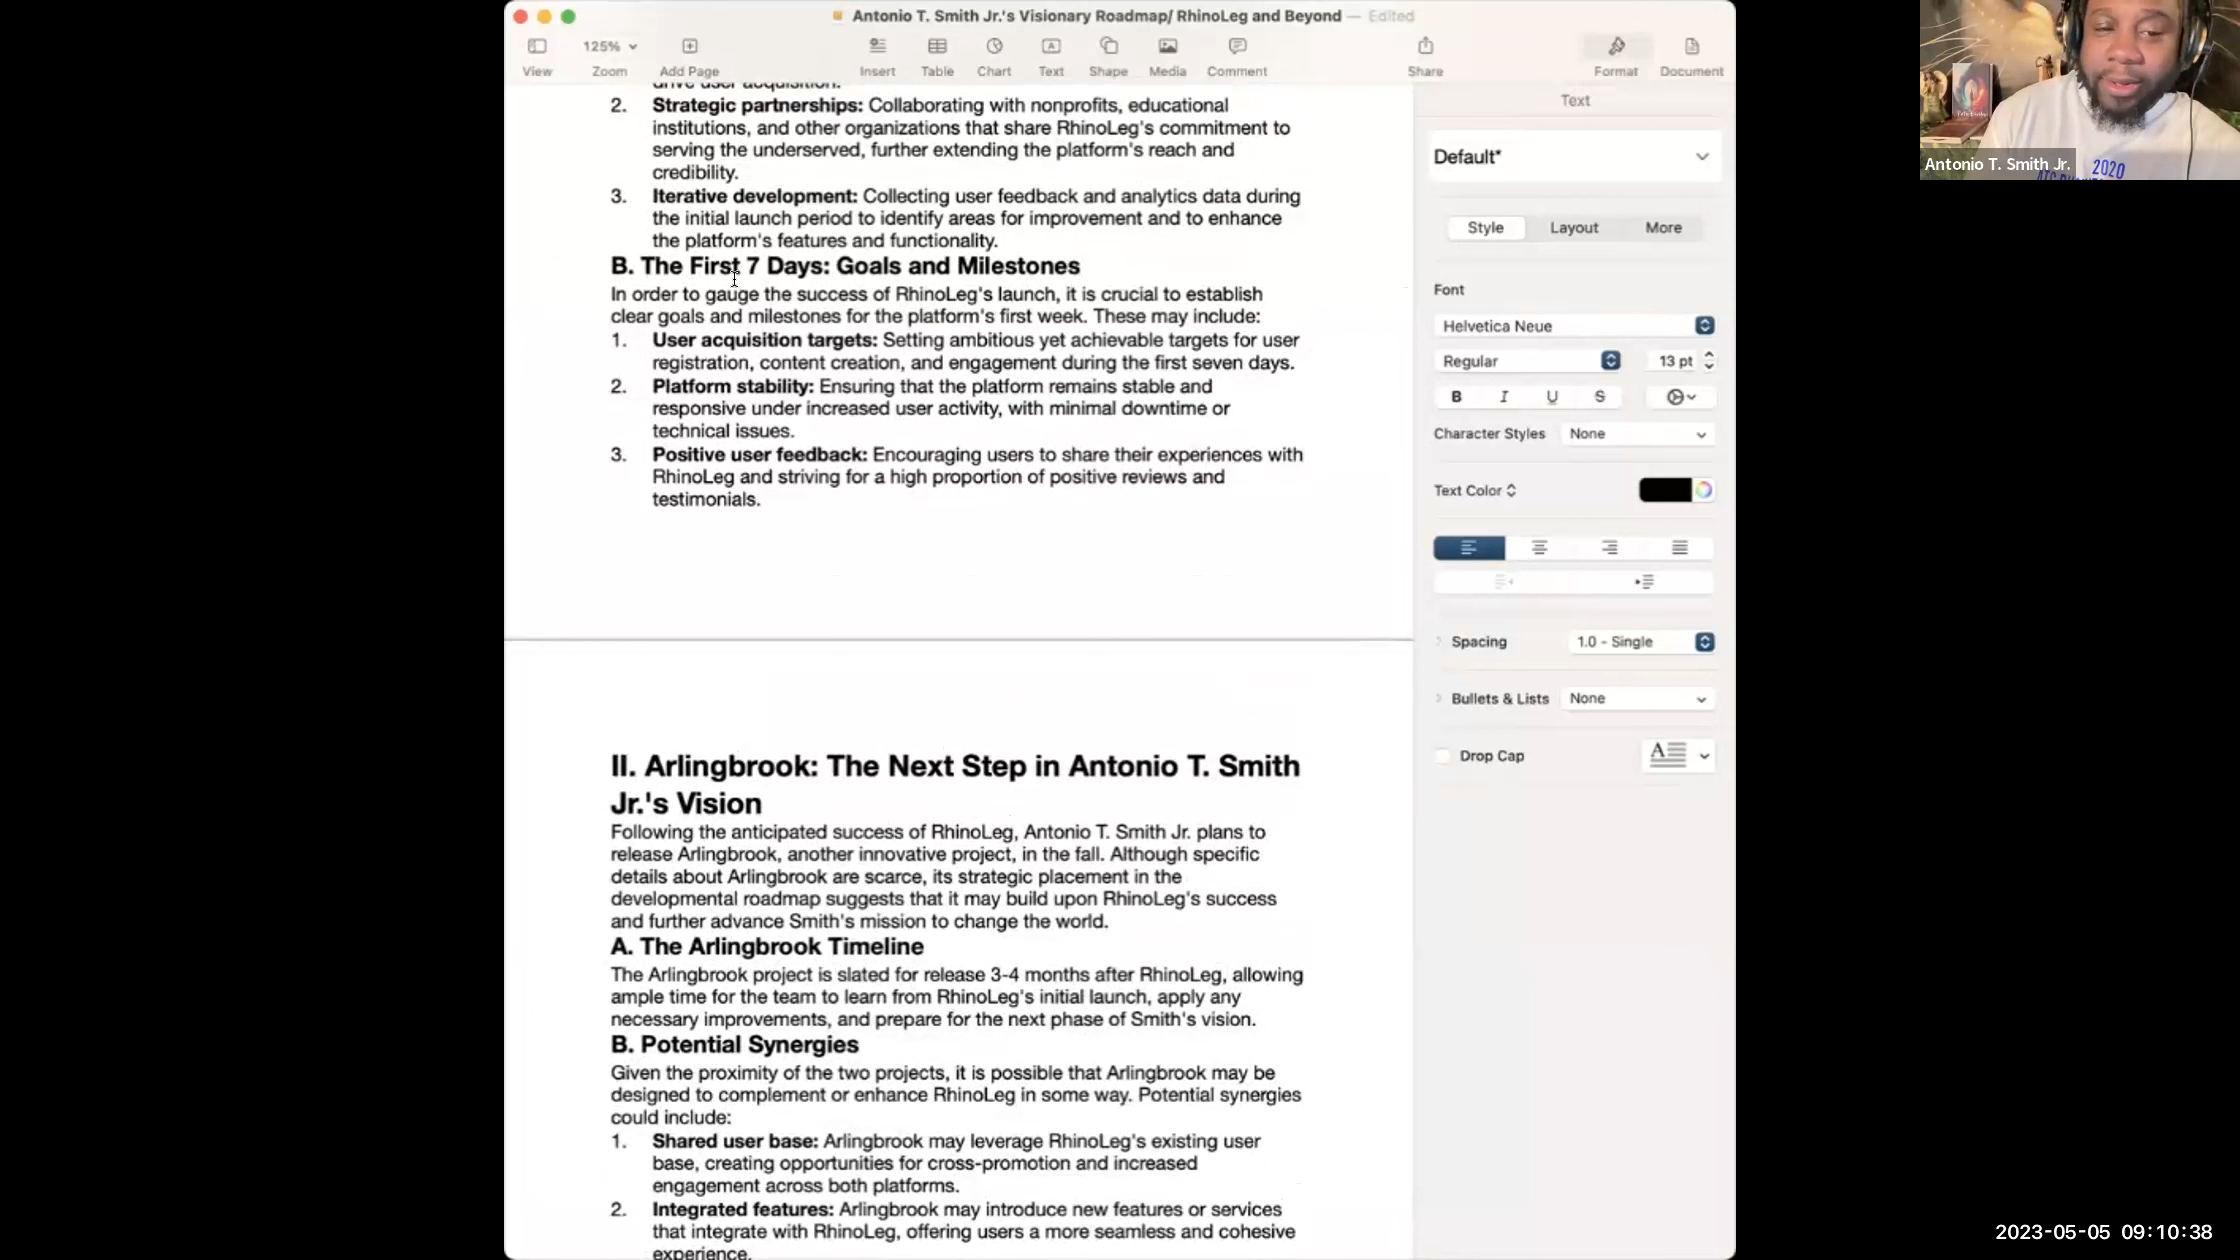 Antonio T. Smith Jr.'s Visionary Roadmap/ RhinoLeg and Beyond — Edited
View
125%
Zoom
Add Page
Insert
Table
Chart
Text
Shape
Media
Comment
Share
Format
Document
drive user acquisition.
2. Strategic partnerships: Collaborating with nonprofits, educational
institutions, and other organizations that share RhinoLeg's commitment to
serving the underserved, further extending the platform's reach and
credibility.
3. Iterative development: Collecting user feedback and analytics data during
the initial launch period to identify areas for improvement and to enhance
the platform's features and functionality.
B. The First 7 Days: Goals and Milestones
In order to gauge the success of RhinoLeg's launch, it is crucial to establish
clear goals and milestones for the platform's first week. These may include:
1. User acquisition targets: Setting ambitious yet achievable targets for user
registration, content creation, and engagement during the first seven days.
2. Platform stability: Ensuring that the platform remains stable and
responsive under increased user activity, with minimal downtime or
technical issues.
3. Positive user feedback: Encouraging users to share their experiences with
RhinoLeg and striving for a high proportion of positive reviews and
testimonials.
II. Arlingbrook: The Next Step in Antonio T. Smith
Jr.'s Vision
Following the anticipated success of RhinoLeg, Antonio T. Smith Jr. plans to
release Arlingbrook, another innovative project, in the fall. Although specific
details about Arlingbrook are scarce, its strategic placement in the
developmental roadmap suggests that it may build upon RhinoLeg's success
and further advance Smith's mission to change the world.
A. The Arlingbrook Timeline
The Arlingbrook project is slated for release 3-4 months after RhinoLeg, allowing
ample time for the team to learn from RhinoLeg's initial launch, apply any
necessary improvements, and prepare for the next phase of Smith's vision.
B. Potential Synergies
Given the proximity of the two projects, it is possible that Arlingbrook may be
designed to complement or enhance RhinoLeg in some way. Potential synergies
could include:
1. Shared user base: Arlingbrook may leverage RhinoLeg's existing user
base, creating opportunities for cross-promotion and increased
engagement across both platforms.
2. Integrated features: Arlingbrook may introduce new features or services
that integrate with RhinoLeg, offering users a more seamless and cohesive
experience.
Text
Default*
Style
Layout
More
Font
Helvetica Neue
Regular
13 pt
B I U S
Character Styles None
Text Color
Spacing 1.0 - Single
Bullets & Lists None
Drop Cap
A
Antonio T. Smith Jr.
2020
2023-05-05 09:10:38